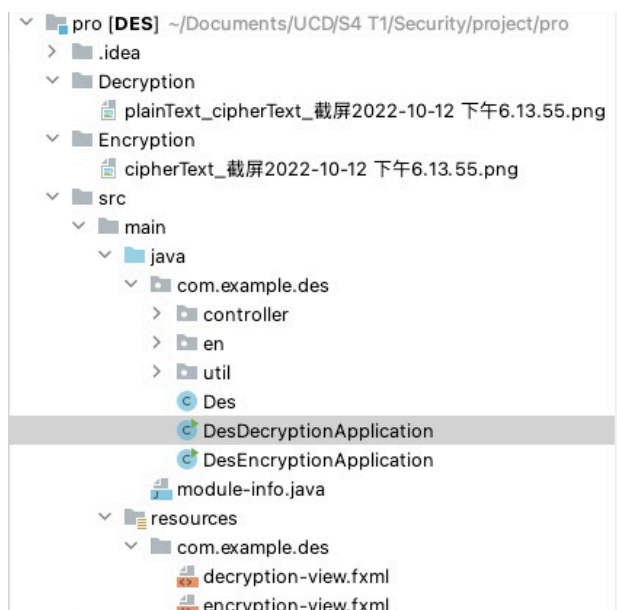 pro [DES] ~/Documents/UCD/S4 T1/Security/project/pro
.idea
Decryption
plainText_cipherText_截屏2022-10-12 下午6.13.55.png
Encryption
cipherText_截屏2022-10-12 下午6.13.55.png
src
main
java
com.example.des
controller
en
util
Des
DesDecryptionApplication
DesEncryptionApplication
module-info.java
resources
com.example.des
decryption-view.fxml
encryption-view.fxml